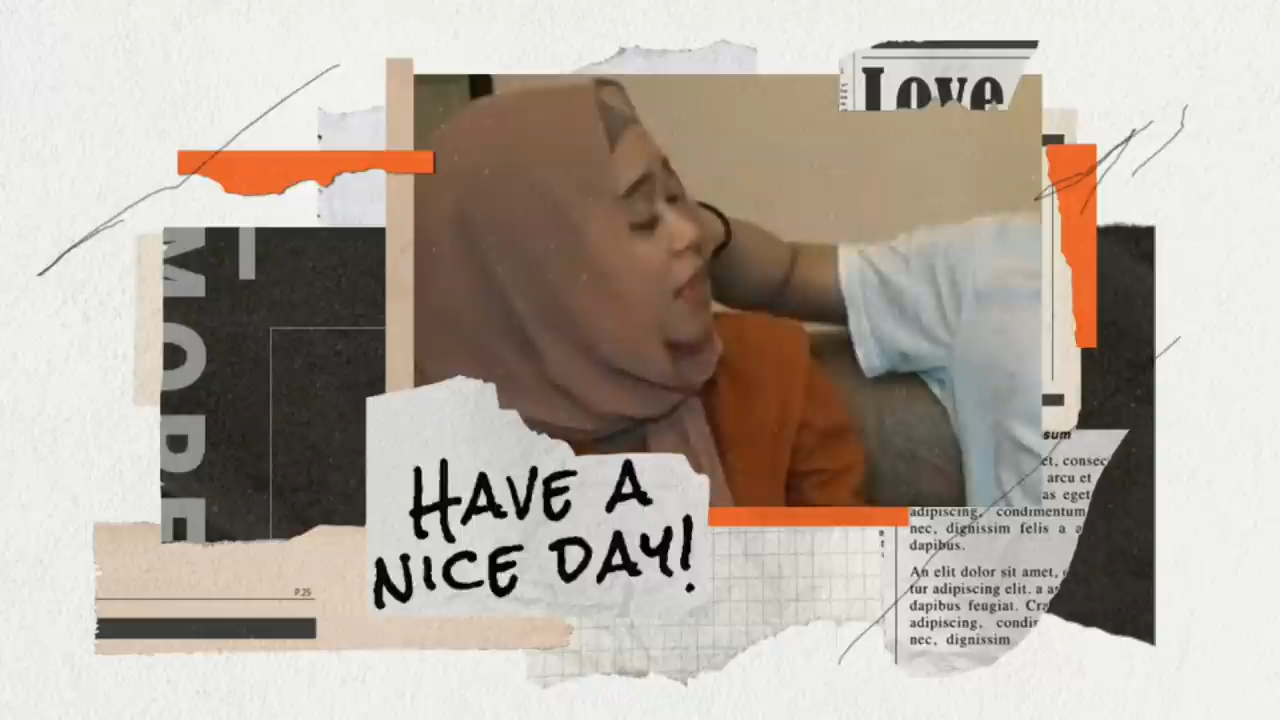 Love
MORE
HAVE A
NICE DAY!
P.25
sum
et, consec
arcu et
as eget
adipiscing, condimentum
nec, dignissim felis a a
dapibus.
An elit dolor sit amet,
tur adipiscing elit. a a
dapibus feugiat. Cra
adipiscing, condi
nec, dignissim